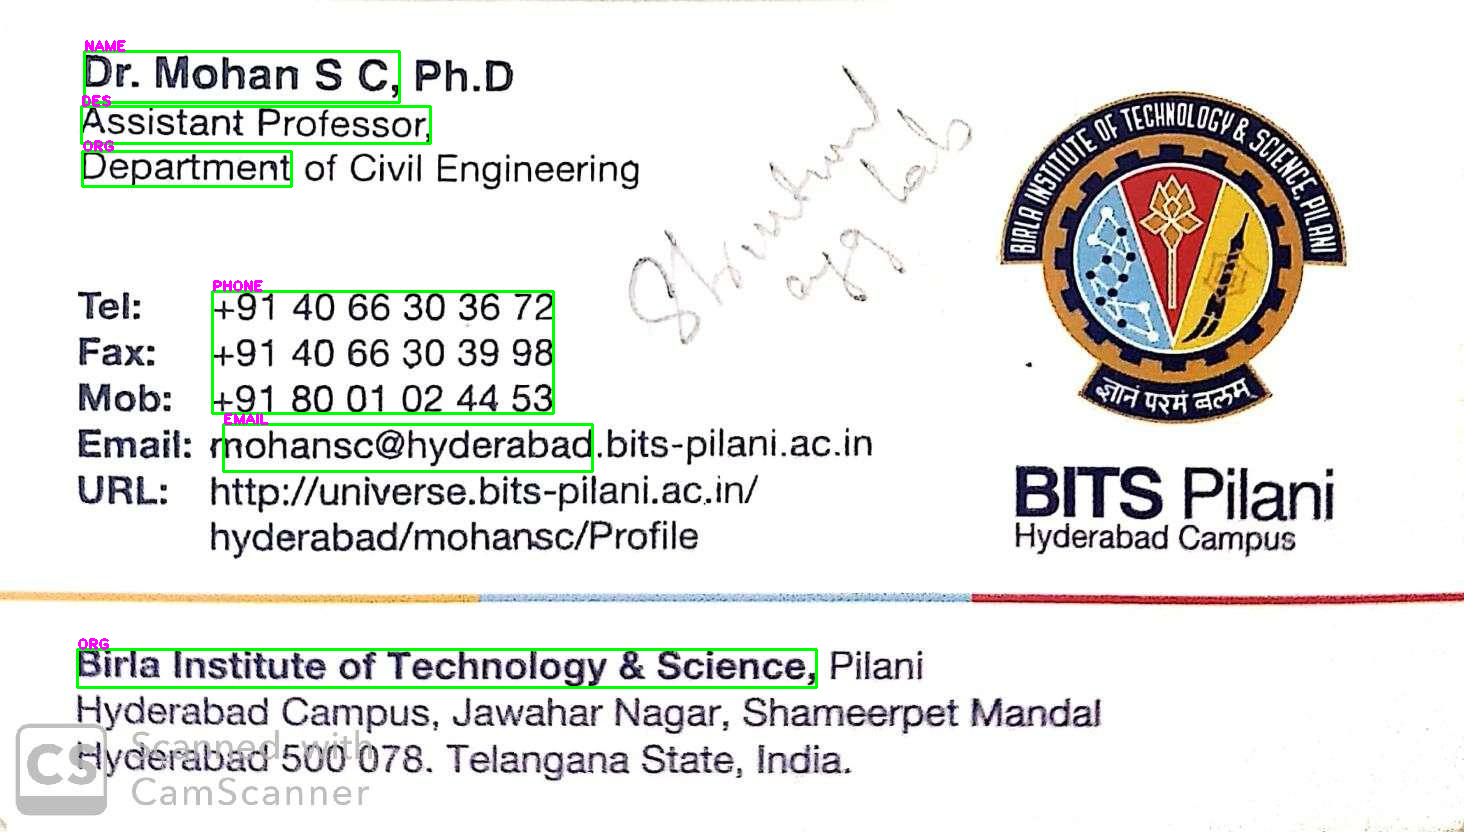 NAME
Dr. Mohan S C, Ph.D
DES
Assistant Professor,
ORG
Department of Civil Engineering
lab
BIRLA INSTITUTE OF TECHNOLOGY & SCIENCE, PILANI
ज्ञानं परमं बलम्
BITS Pilani
Hyderabad Campus
PHONE
Tel: +91 40 66 30 36 72
Fax: +91 40 66 30 39 98
Mob: +91 80 01 02 44 53
EMAIL
Email: mohansc@hyderabad.bits-pilani.ac.in
URL: http://universe.bits-pilani.ac.in/
hyderabad/mohansc/Profile
ORG
Birla Institute of Technology & Science, Pilani
Hyderabad Campus, Jawahar Nagar, Shameerpet Mandal
Hyderabad 500 078. Telangana State, India.
CS
Scanned with
CamScanner